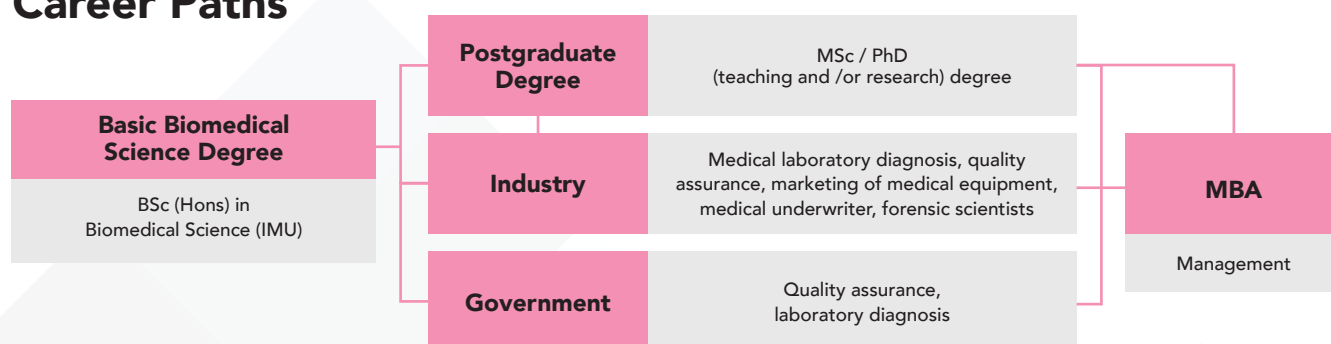 Career Paths
Basic Biomedical
Science Degree
BSc (Hons) in
Biomedical Science (IMU)
Postgraduate
Degree
MSc / PhD
(teaching and /or research) degree
Industry
Medical laboratory diagnosis, quality
assurance, marketing of medical equipment,
medical underwriter, forensic scientists
Government
Quality assurance,
laboratory diagnosis
MBA
Management